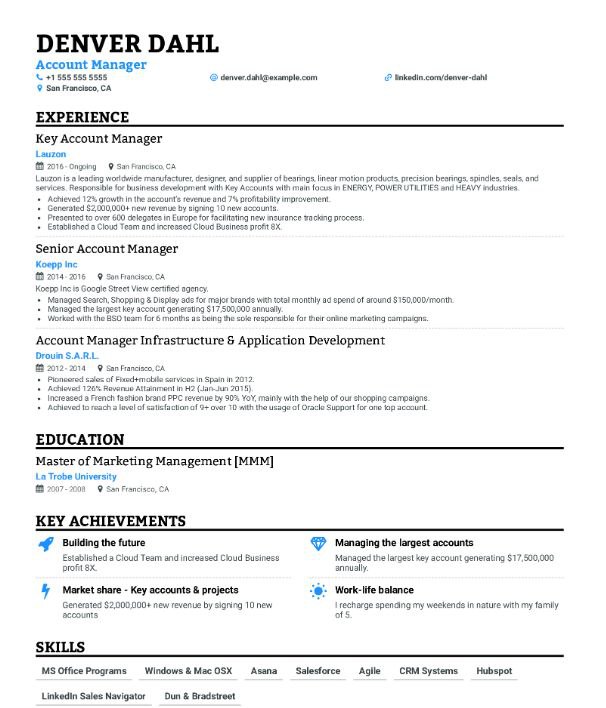 DENVER DAHL
Account Manager
+1 555 555 5555 denver.dahl@example.com linkedin.com/denver-dahl
San Francisco, CA
EXPERIENCE
Key Account Manager
Lauzon
2016 - Ongoing San Francisco, CA
Lauzon is a leading worldwide manufacturer, designer, and supplier of bearings, linear motion products, precision bearings, spindles, seals, and
services. Responsible for business development with Key Accounts with main focus in ENERGY, POWER UTILITIES and HEAVY industries.
• Achieved 12% growth in the account's revenue and 7% profitability improvement.
• Generated $2,000,000+ new revenue by signing 10 new accounts.
• Presented to over 600 delegates in Europe for facilitating new insurance tracking process.
• Established a Cloud Team and increased Cloud Business profit 8X.
Senior Account Manager
Koepp Inc
2014 - 2016 San Francisco, CA
Koepp Inc is Google Street View certified agency.
• Managed Search, Shopping & Display ads for major brands with total monthly ad spend of around $150,000/month.
• Managed the largest key account generating $17,500,000 annually.
• Worked with the BSO team for 6 months as being the sole responsible for their online marketing campaigns.
Account Manager Infrastructure & Application Development
Drouin S.A.R.L.
2012 - 2014 San Francisco, CA
• Pioneered sales of Fixed+mobile services in Spain in 2012.
• Achieved 126% Revenue Attainment in H2 (Jan-Jun 2015).
• Increased a French fashion brand PPC revenue by 90% YoY, mainly with the help of our shopping campaigns.
• Achieved to reach a level of satisfaction of 9+ over 10 with the usage of Oracle Support for one top account.
EDUCATION
Master of Marketing Management [MMM]
La Trobe University
2007 - 2008 San Francisco, CA
KEY ACHIEVEMENTS
Building the future
Established a Cloud Team and increased Cloud Business
profit 8X.
Managing the largest accounts
Managed the largest key account generating $17,500,000
annually.
Market share - Key accounts & projects
Generated $2,000,000+ new revenue by signing 10 new
accounts
Work-life balance
I recharge spending my weekends in nature with my family
of 5.
SKILLS
MS Office Programs Windows & Mac OSX Asana Salesforce Agile CRM Systems Hubspot
LinkedIn Sales Navigator Dun & Bradstreet